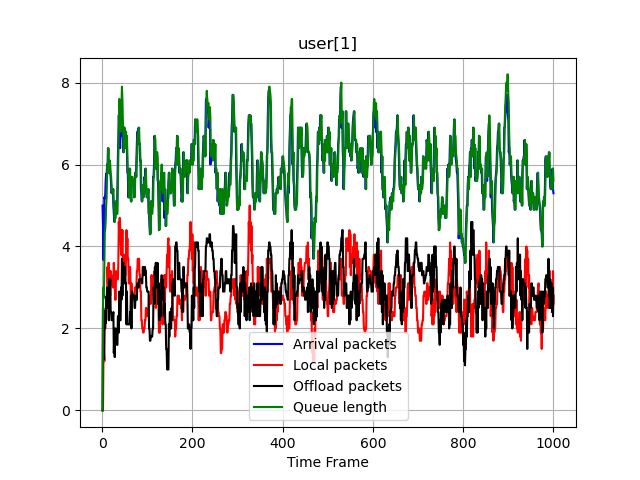 user[1]
8
6
4
2
0
Arrival packets
Local packets
Offload packets
Queue length
0 200 400 600 800 1000
Time Frame